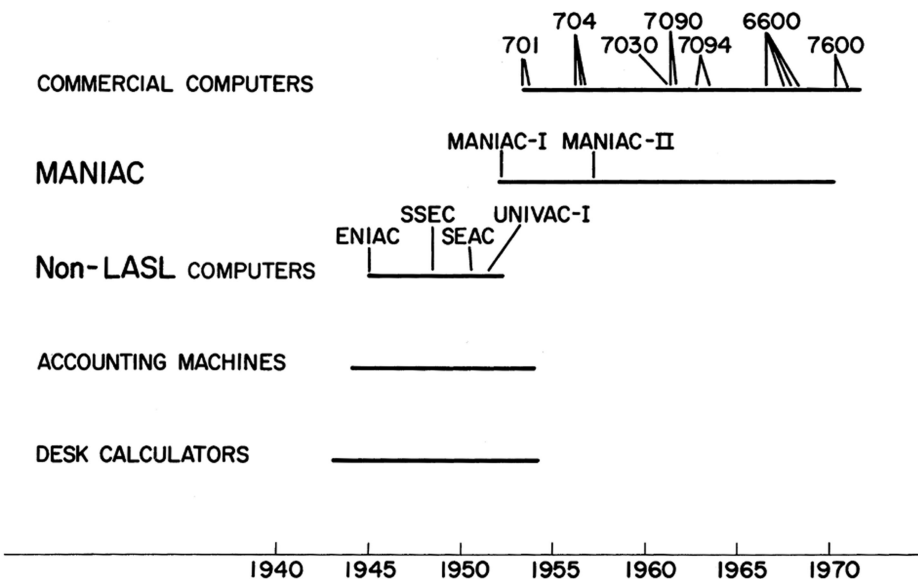 704 7090 6600
701 7030 7094 7600
COMMERCIAL COMPUTERS
MANIAC-I MANIAC-II
MANIAC
SSEC UNIVAC-I
ENIAC SEAC
Non-LASL COMPUTERS
ACCOUNTING MACHINES
DESK CALCULATORS
1940 1945 1950 1955 1960 1965 1970